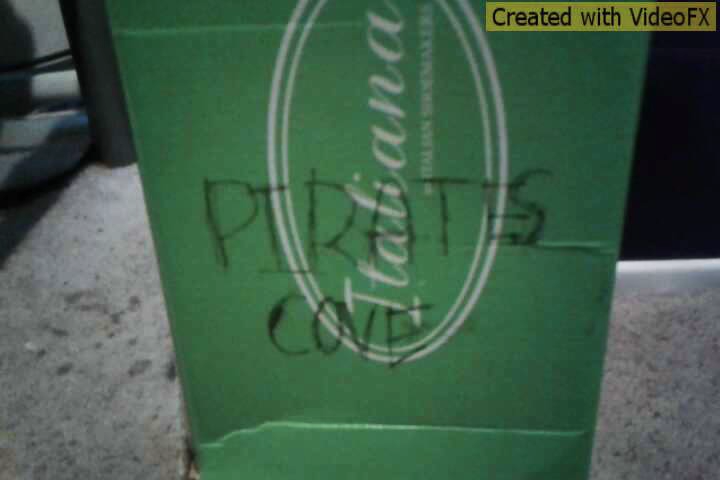 Created with VideoFX
Italiana
ITALIAN SHOEMAKERS
PIRATES
COVE